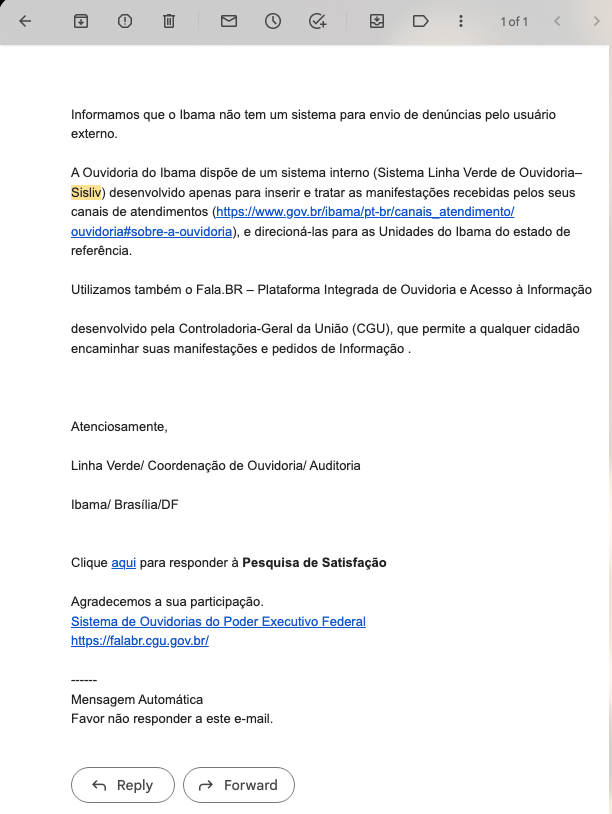 1 of 1
Informamos que o Ibama não tem um sistema para envio de denúncias pelo usuário
externo.
A Ouvidoria do Ibama dispõe de um sistema interno (Sistema Linha Verde de Ouvidoria–
Sisliv) desenvolvido apenas para inserir e tratar as manifestações recebidas pelos seus
canais de atendimentos (https://www.gov.br/ibama/pt-br/canais_atendimento/
ouvidoria#sobre-a-ouvidoria), e direcioná-las para as Unidades do Ibama do estado de
referência.
Utilizamos também o Fala.BR – Plataforma Integrada de Ouvidoria e Acesso à Informação
desenvolvido pela Controladoria-Geral da União (CGU), que permite a qualquer cidadão
encaminhar suas manifestações e pedidos de Informação .
Atenciosamente,
Linha Verde/ Coordenação de Ouvidoria/ Auditoria
Ibama/ Brasília/DF
Clique aqui para responder à Pesquisa de Satisfação
Agradecemos a sua participação.
Sistema de Ouvidorias do Poder Executivo Federal
https://falabr.cgu.gov.br/
------
Mensagem Automática
Favor não responder a este e-mail.
Reply Forward